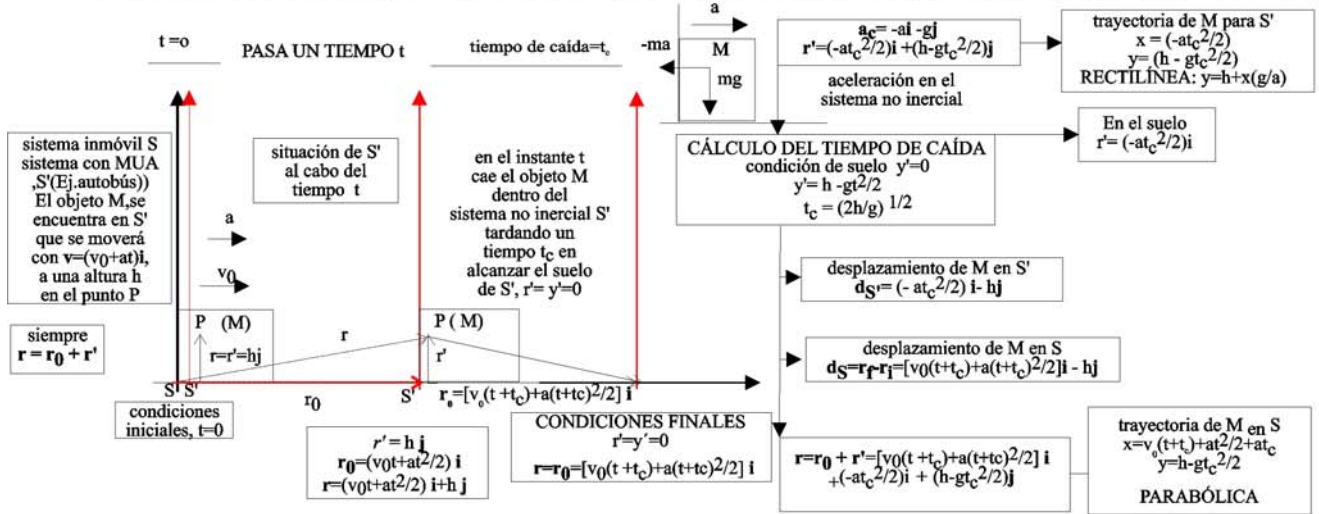 t =o
PASA UN TIEMPO t
tiempo de caída=tc
-ma
a
M
mg
ac= -ai -gj
r'=(-atc²/2)i +(h-gtc²/2)j
aceleración en el
sistema no inercial
trayectoria de M para S'
x = (-atc²/2)
y= (h - gtc²/2)
RECTILÍNEA: y=h+x(g/a)
En el suelo
r'= (-atc²/2)i
sistema inmóvil S
sistema con MUA
,S'(Ej.autobús))
El objeto M,se
encuentra en S'
que se moverá
con v=(v0+at)i,
a una altura h
en el punto P
siempre
r = r0 + r'
a
v0
P (M)
r=r'=hj
situación de S'
al cabo del
tiempo t
r
en el instante t
cae el objeto M
dentro del
sistema no inercial S'
tardando un
tiempo tc en
alcanzar el suelo
de S', r'= y'=0
P ( M)
r'
CÁLCULO DEL TIEMPO DE CAÍDA
condición de suelo y'=0
y'= h -gt²/2
tc = (2h/g) 1/2
desplazamiento de M en S'
dS'= (- atc²/2) i- hj
desplazamiento de M en S
dS=rf-ri=[v0(t+tc)+a(t+tc)²/2]i - hj
S S'
r0
S'
r0=[v0(t +tc)+a(t+tc)²/2] i
condiciones
iniciales, t=0
r' = h j
r0=(v0t+at²/2) i
r=(v0t+at²/2) i+h j
CONDICIONES FINALES
r'=y´=0
r=r0=[v0(t +tc)+a(t+tc)²/2] i
r=r0 + r'=[v0(t +tc)+a(t+tc)²/2] i
+(-atc²/2)i + (h-gtc²/2)j
trayectoria de M en S
x=v0(t+tc)+at²/2+atc
y=h-gtc²/2
PARABÓLICA